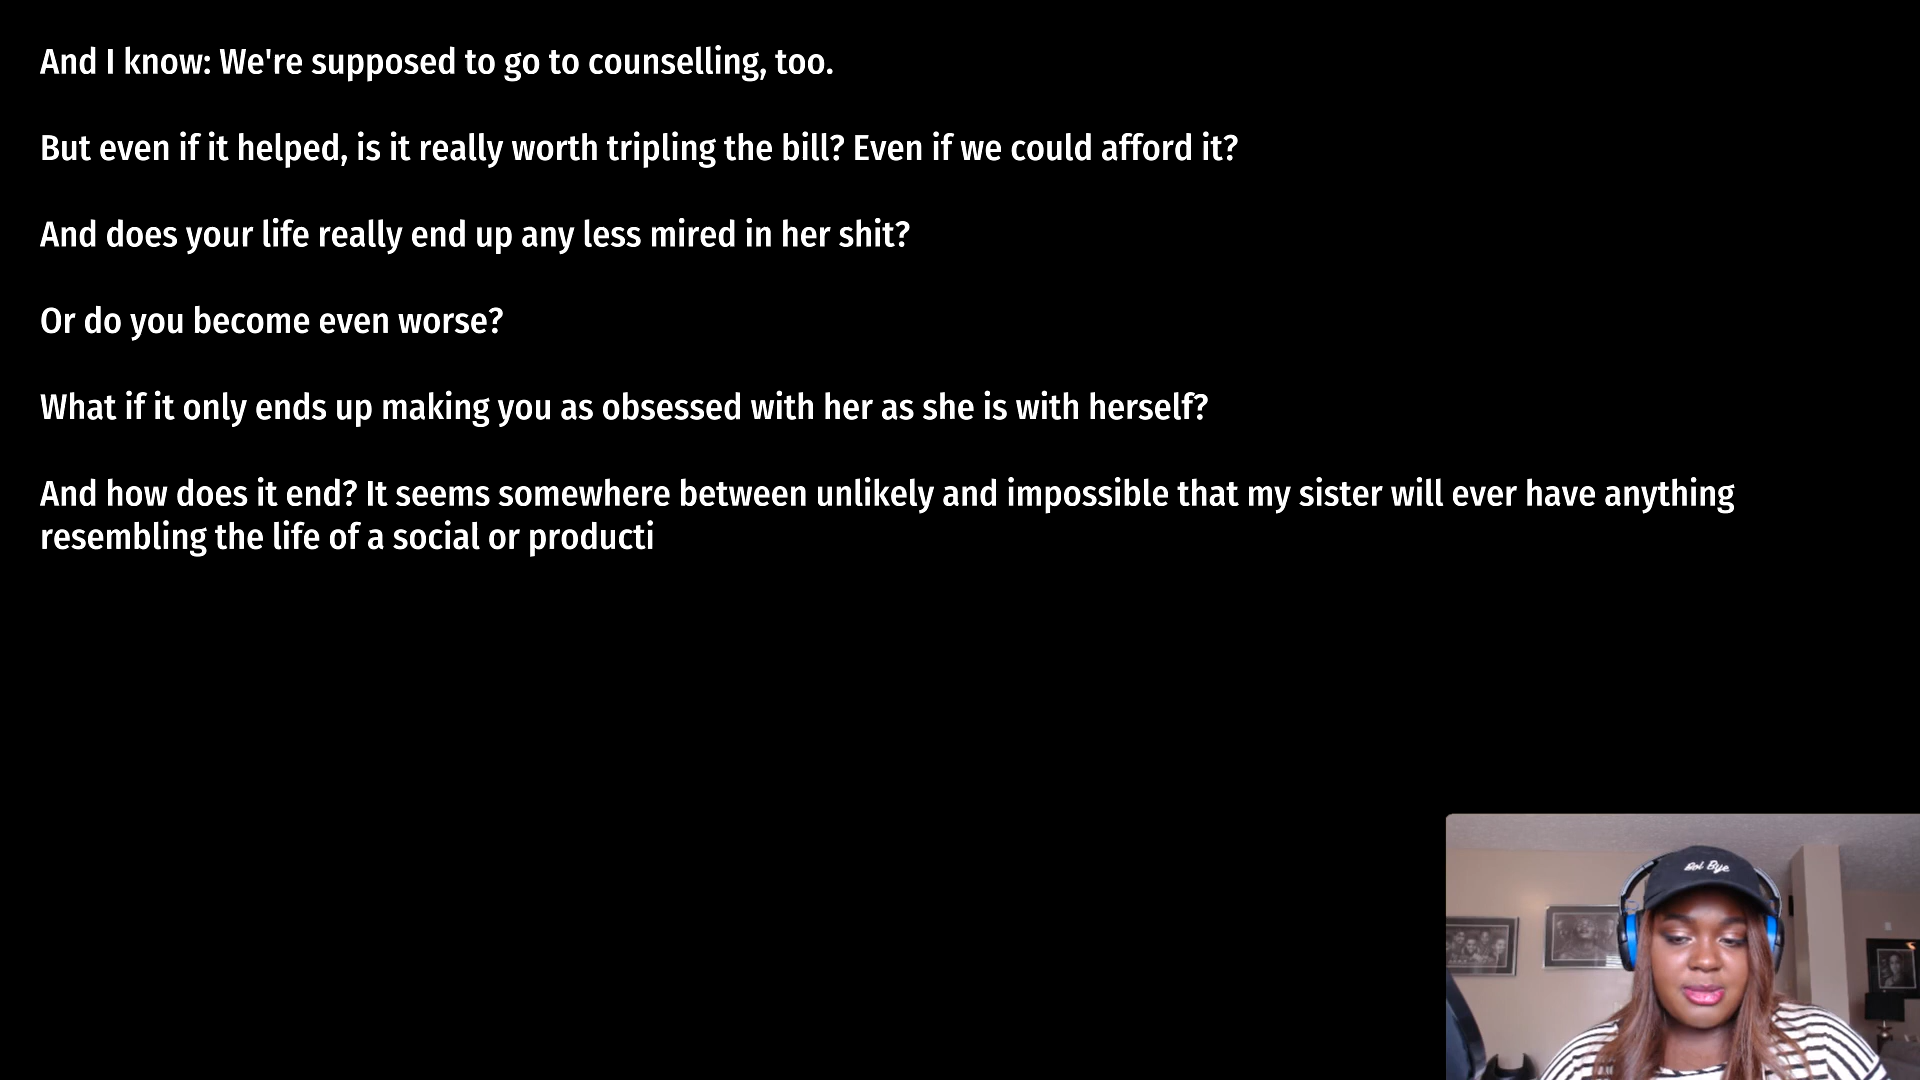 And I know: We're supposed to go to counselling, too.
But even if it helped, is it really worth tripling the bill? Even if we could afford it?
And does your life really end up any less mired in her shit?
Or do you become even worse?
What if it only ends up making you as obsessed with her as she is with herself?
And how does it end? It seems somewhere between unlikely and impossible that my sister will ever have anything
resembling the life of a social or producti
Boi Bye